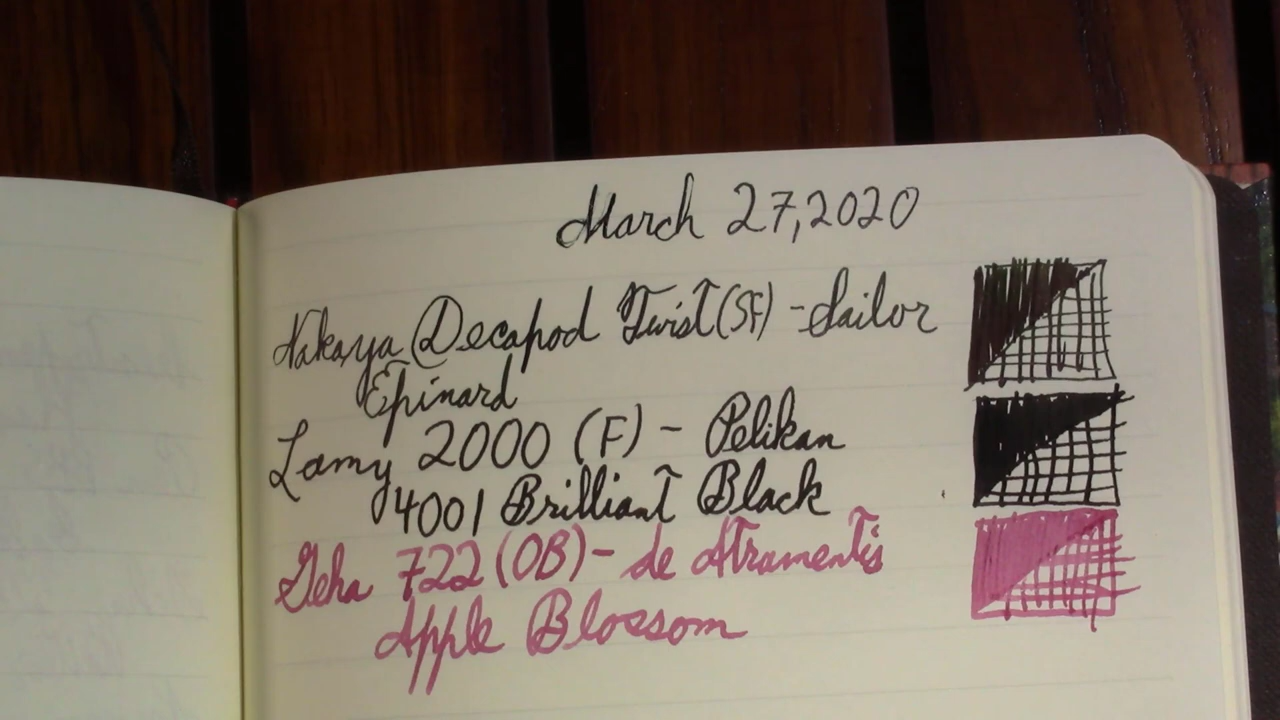 March 27, 2020
Nakaya Decapod Twist (SF) - Sailor
Epinard
Lamy 2000 (F) - Pelikan
4001 Brilliant Black
Geha 722 (OB) - de Atramentis
Apple Blossom